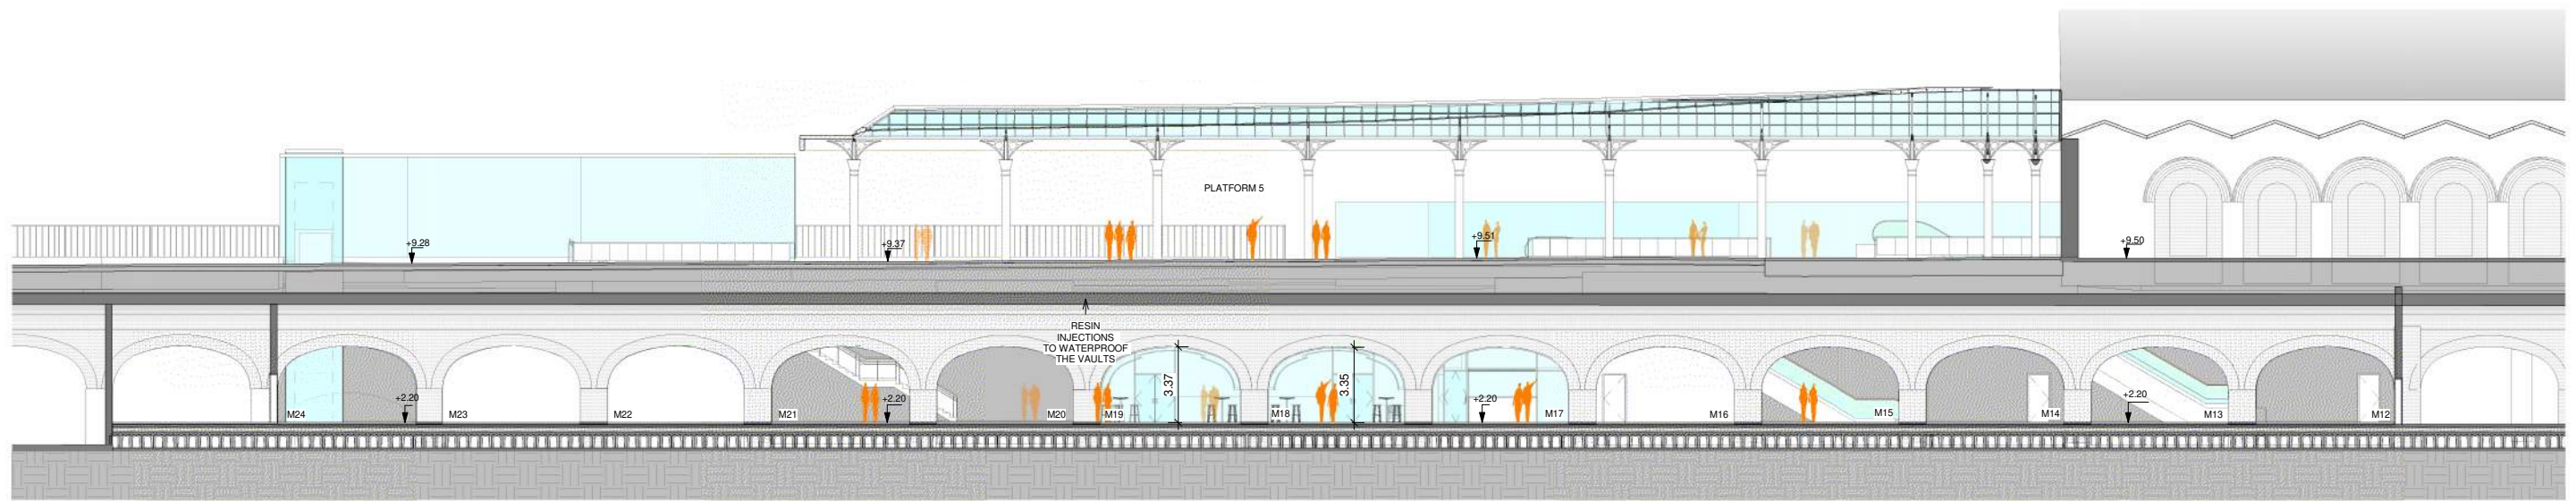 PLATFORM 5
+9.28
+9.37
+9.51
+9.50
RESIN
INJECTIONS
TO WATERPROOF
THE VAULTS
3.37
3.35
+2.20
+2.20
+2.20
+2.20
M24
M23
M22
M21
M20
M19
M18
M17
M16
M15
M14
M13
M12